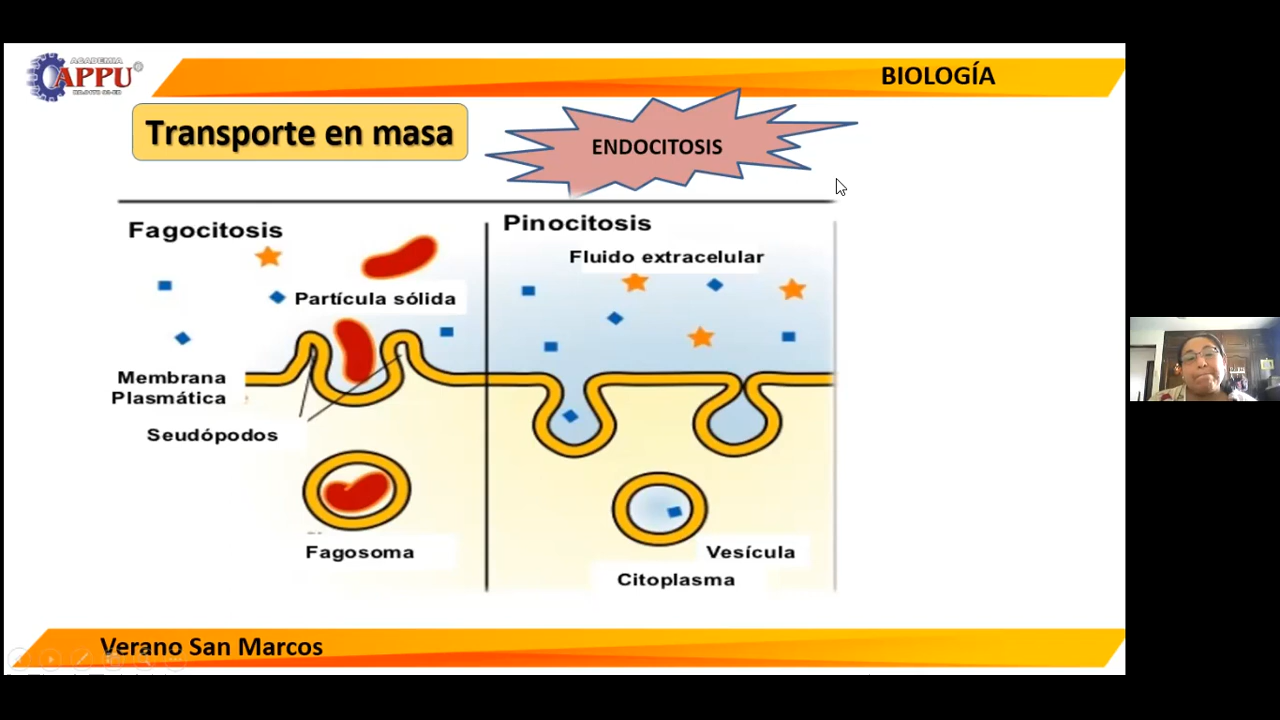 ACADEMIA
APPU
BIOLOGÍA
Transporte en masa
ENDOCITOSIS
Fagocitosis
Pinocitosis
Fluido extracelular
Partícula sólida
Membrana
Plasmática
Seudópodos
Fagosoma
Vesícula
Citoplasma
Verano San Marcos